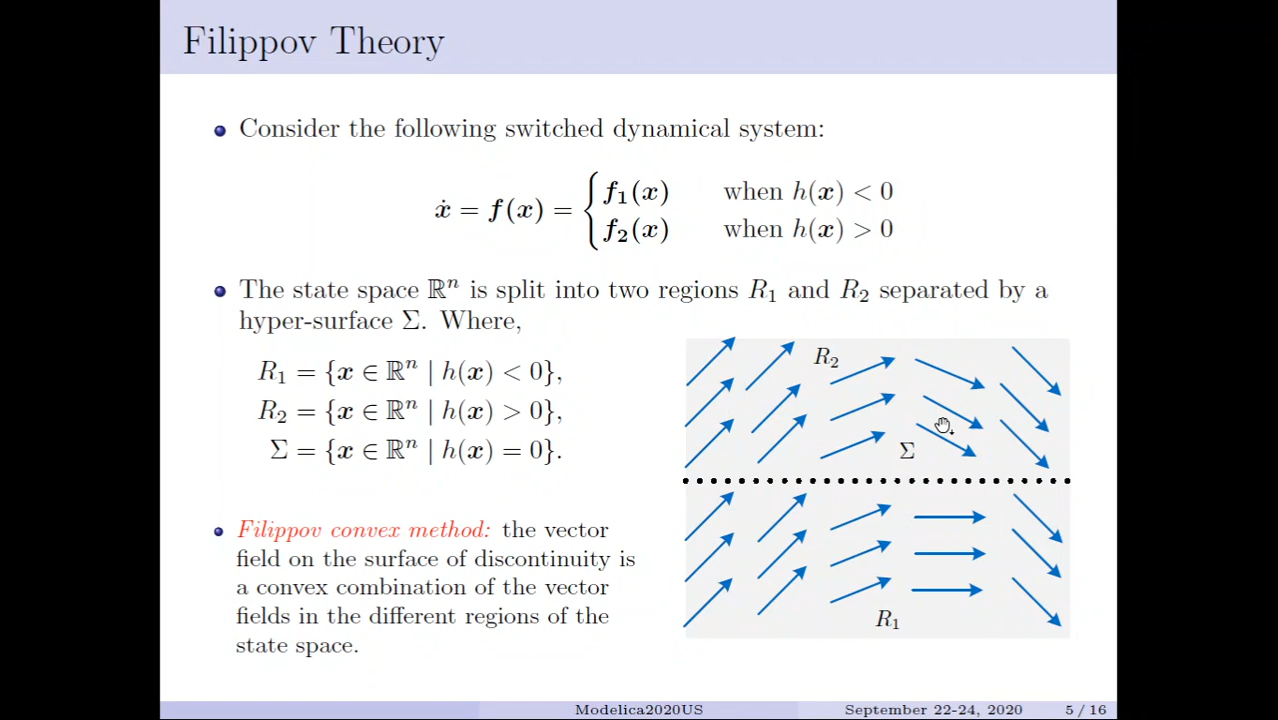 Filippov Theory
Consider the following switched dynamical system:
ẋ = f(x) = { f₁(x) when h(x) < 0
f₂(x) when h(x) > 0
The state space ℝⁿ is split into two regions R₁ and R₂ separated by a
hyper-surface Σ. Where,
R₁ = {x ∈ ℝⁿ | h(x) < 0},
R₂ = {x ∈ ℝⁿ | h(x) > 0},
Σ = {x ∈ ℝⁿ | h(x) = 0}.
Filippov convex method: the vector
field on the surface of discontinuity is
a convex combination of the vector
fields in the different regions of the
state space.
R₂
Σ
R₁
Modelica2020US September 22-24, 2020 5 / 16